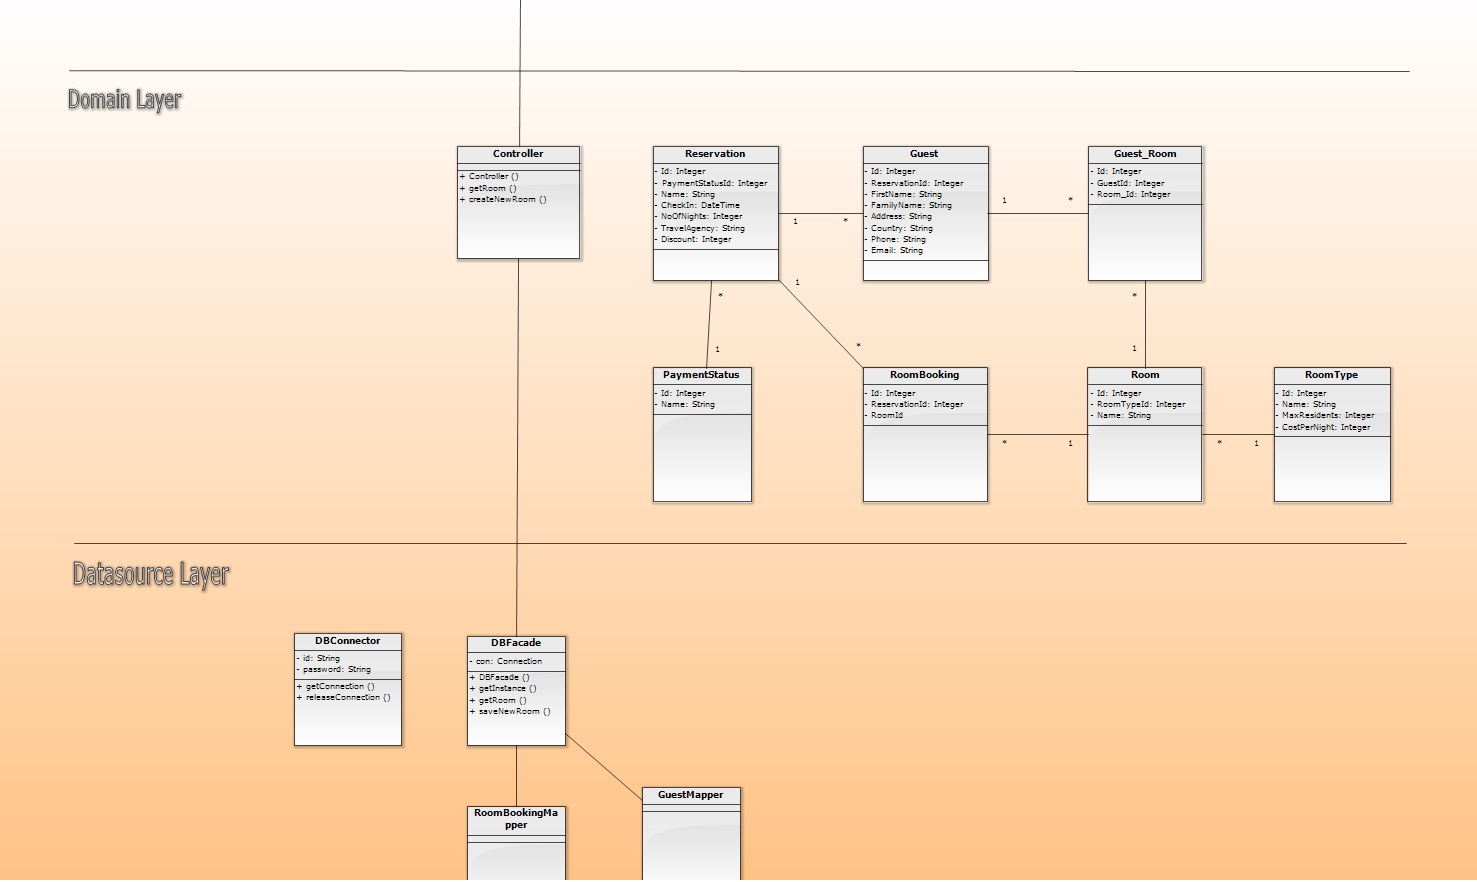 Domain Layer
Controller
+ Controller ()
+ getRoom ()
+ createNewRoom ()
Reservation
- Id: Integer
- PaymentStatusId: Integer
- Name: String
- CheckIn: DateTime
- NoOfNights: Integer
- TravelAgency: String
- Discount: Integer
1
*
Guest
- Id: Integer
- ReservationId: Integer
- FirstName: String
- FamilyName: String
- Address: String
- Country: String
- Phone: String
- Email: String
1
*
Guest_Room
- Id: Integer
- GuestId: Integer
- Room_Id: Integer
*
1
1
*
*
1
PaymentStatus
- Id: Integer
- Name: String
RoomBooking
- Id: Integer
- ReservationId: Integer
- RoomId
*
1
Room
- Id: Integer
- RoomTypeId: Integer
- Name: String
*
1
RoomType
- Id: Integer
- Name: String
- MaxResidents: Integer
- CostPerNight: Integer
Datasource Layer
DBConnector
- id: String
- password: String
+ getConnection ()
+ releaseConnection ()
DBFacade
- con: Connection
+ DBFacade ()
+ getInstance ()
+ getRoom ()
+ saveNewRoom ()
RoomBookingMa
pper
GuestMapper